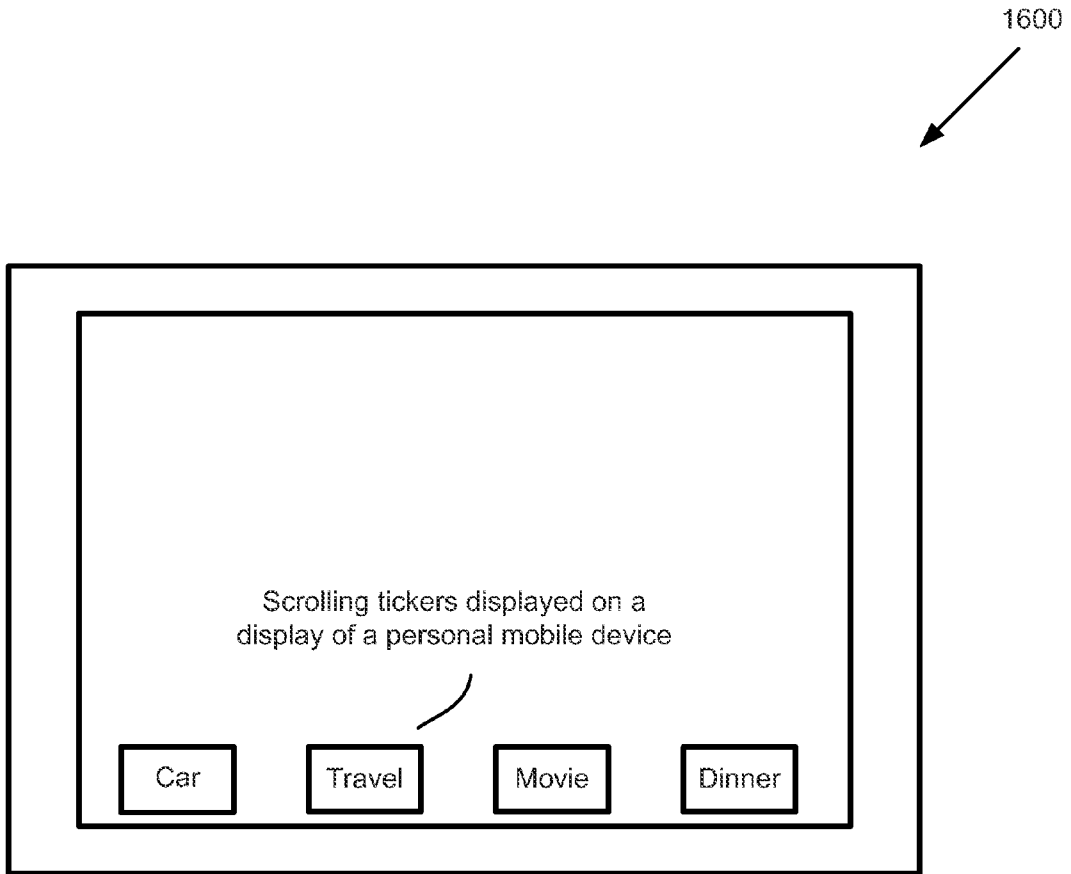 1600
Scrolling tickers displayed on a
display of a personal mobile device
Car Travel Movie Dinner